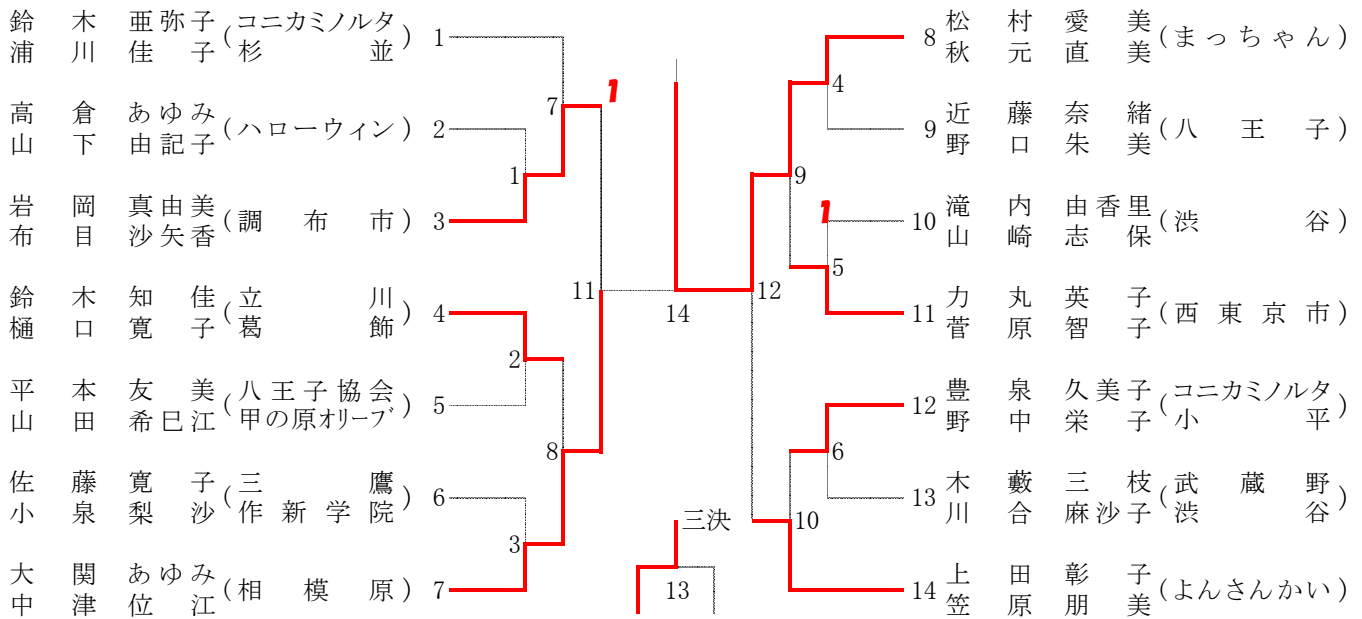 鈴木亜弥子(コニカミノルタ
浦川佳子 杉並) 1
高倉あゆみ
山下由記子(ハローウィン) 2
岩岡真由美
布目沙矢香(調布市) 3
鈴木知佳(立川
樋口寛子 葛飾) 4
平本友美(八王子協会
山田希巳江 甲の原オリーブ) 5
佐藤寛子(三鷹
小泉梨沙 作新学院) 6
大関あゆみ
中津位江(相模原) 7
7
1
1
2
8
3
11
14
12
三決
13
4
9
1
5
6
10
8 松村愛美
秋元直美(まっちゃん)
9 近藤奈緒
野口朱美(八王子)
10 滝内由香里
山崎志保(渋谷)
11 力丸英子
菅原智子(西東京市)
12 豊泉久美子(コニカミノルタ
野中栄子 小平)
13 木藪三枝(武蔵野
川合麻沙子 渋谷)
14 上田彰子
笠原朋美(よんさんかい)